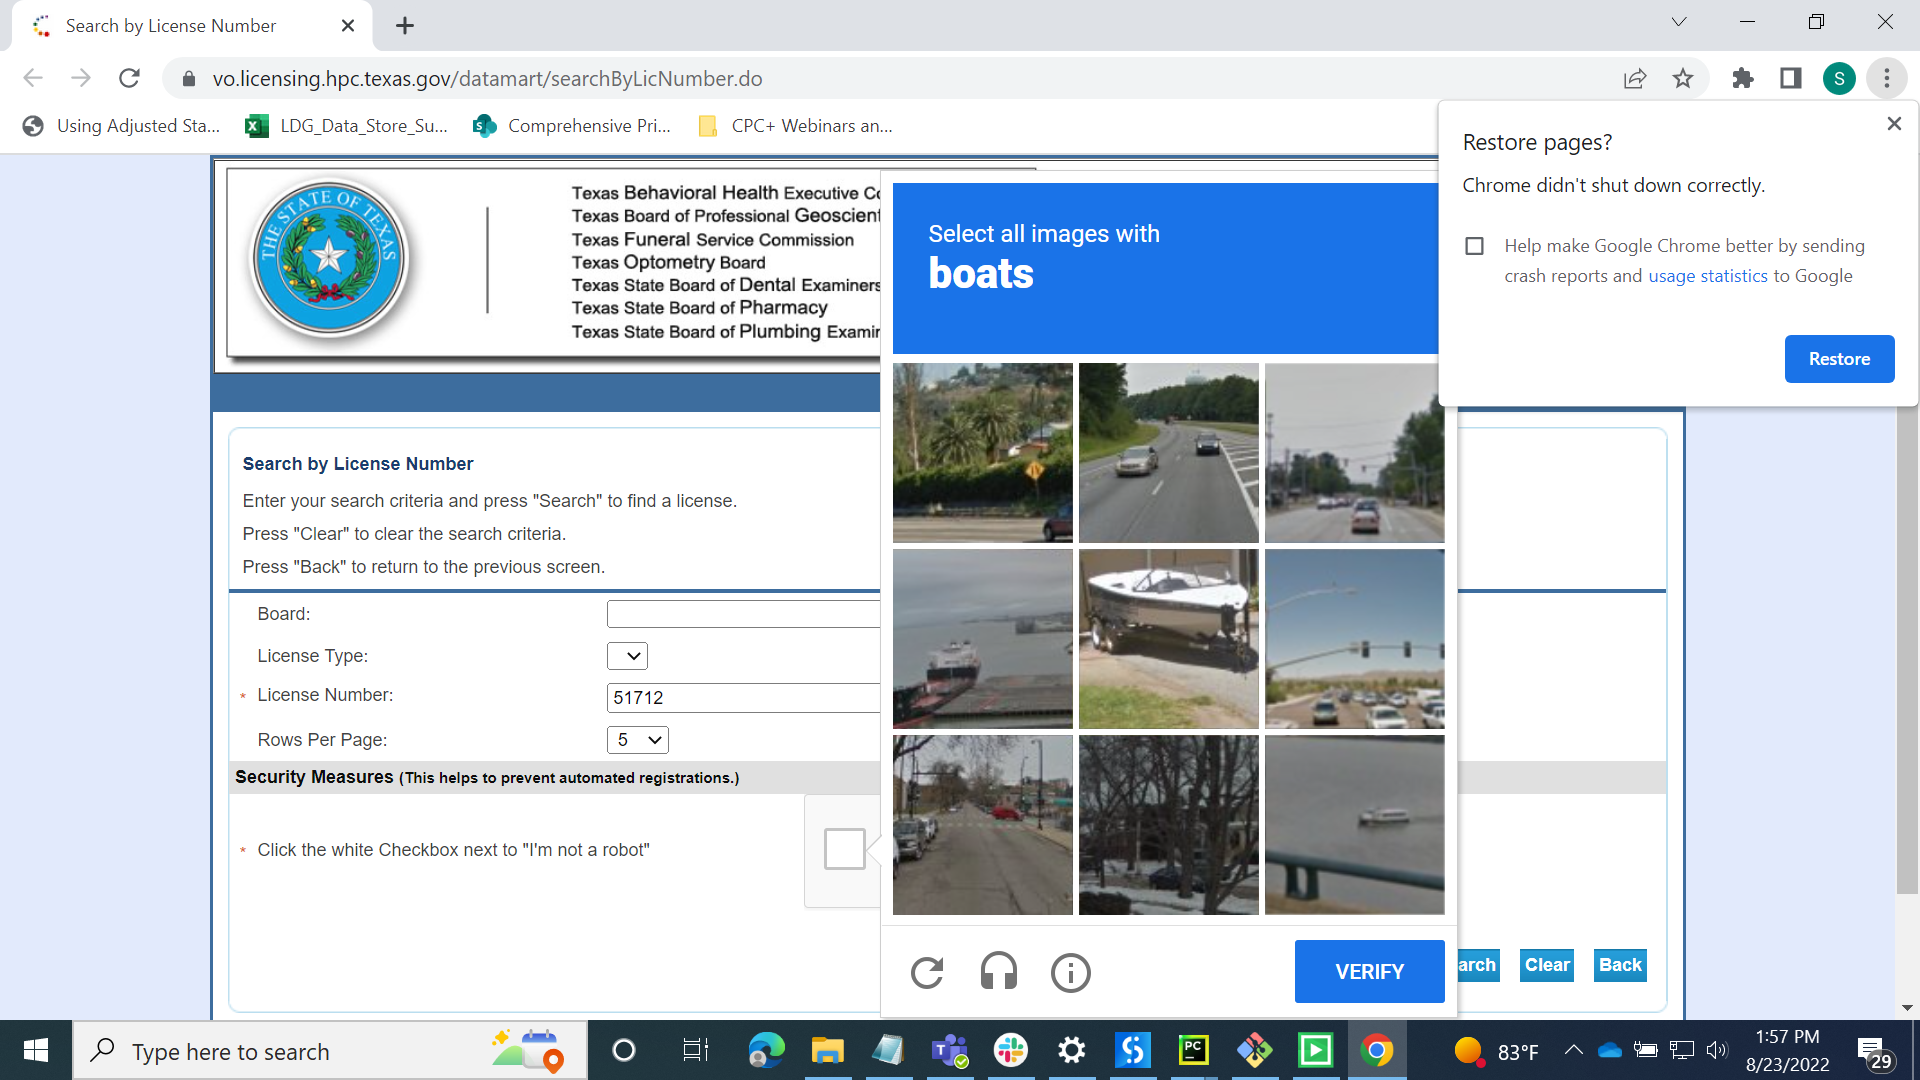 Search by License Number
vo.licensing.hpc.texas.gov/datamart/searchByLicNumber.do
S
Using Adjusted Sta...
LDG_Data_Store_Su...
Comprehensive Pri...
CPC+ Webinars an...
Restore pages?
Chrome didn't shut down correctly.
Help make Google Chrome better by sending
crash reports and usage statistics to Google
Restore
THE STATE OF TEXAS
Texas Behavioral Health Executive
Texas Board of Professional
Texas Funeral Service Commission
Texas Optometry Board
Texas State Board of Dental Examiners
Texas State Board of Pharmacy
Texas State Board of Plumbing
Select all images with
boats
Search by License Number
Enter your search criteria and press "Search" to find a license.
Press "Clear" to clear the search criteria.
Press "Back" to return to the previous screen.
Board:
License Type:
* License Number:
51712
Rows Per Page:
5
Security Measures (This helps to prevent automated registrations.)
* Click the white Checkbox next to "I'm not a robot"
VERIFY
arch
Clear
Back
Type here to search
PC
83°F
1:57 PM
8/23/2022
29